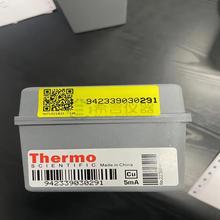 942339030291
Thermo
SCIENTIFIC
Made in China
Cu
5mA
942339030291